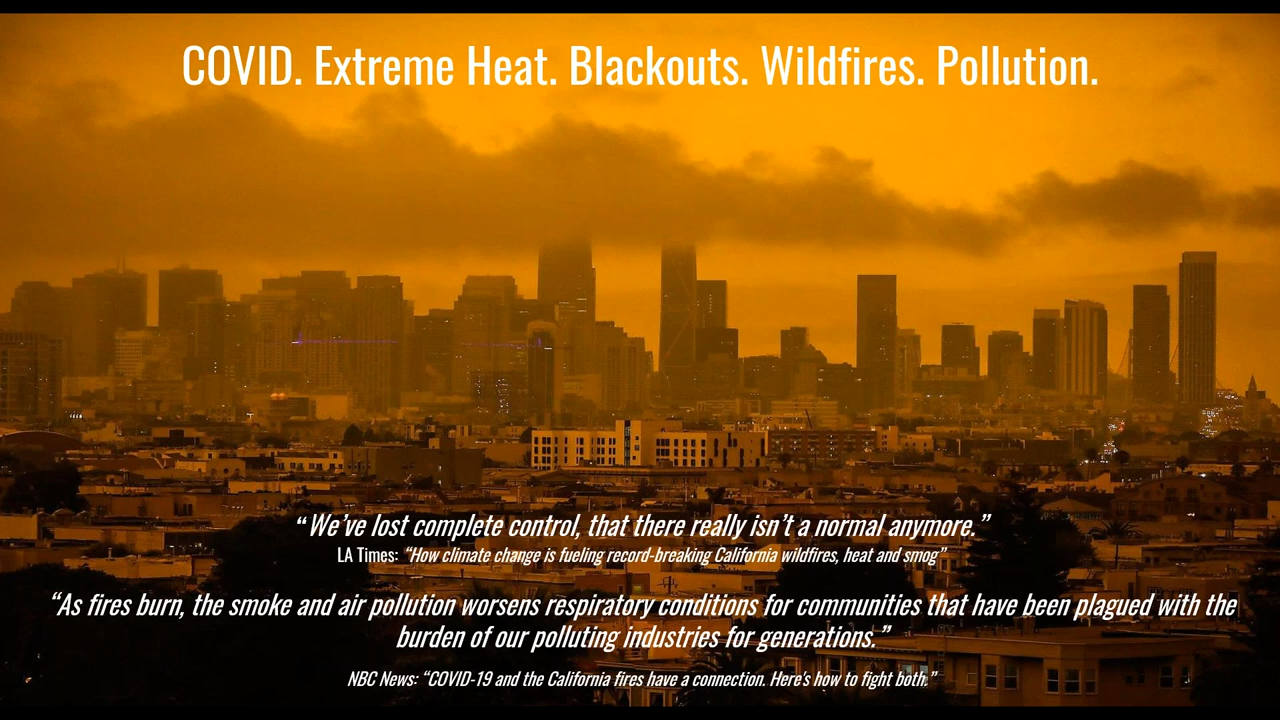 COVID. Extreme Heat. Blackouts. Wildfires. Pollution.
“We’ve lost complete control, that there really isn’t a normal anymore.”
LA Times: “How climate change is fueling record-breaking California wildfires, heat and smog”
“As fires burn, the smoke and air pollution worsens respiratory conditions for communities that have been plagued with the
burden of our polluting industries for generations.”
NBC News: “COVID-19 and the California fires have a connection. Here’s how to fight both.”